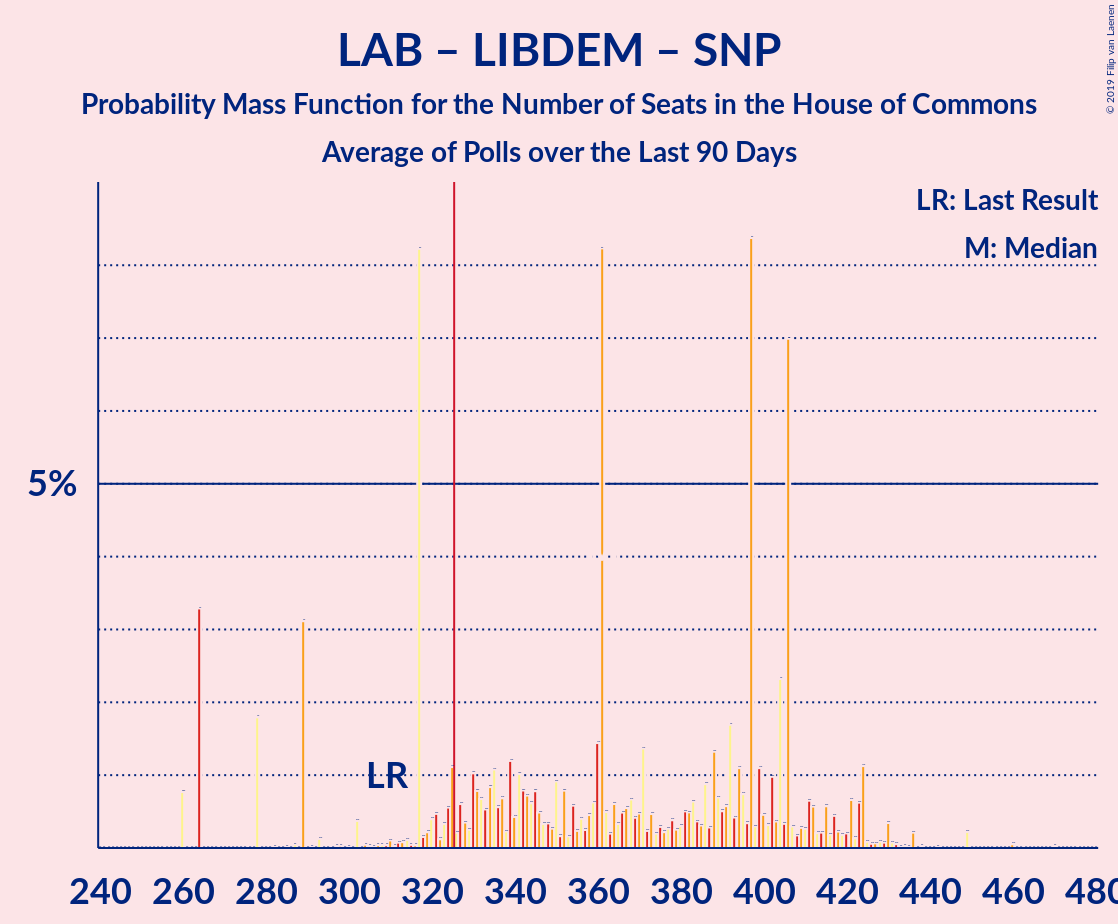 LAB – LIBDEM – SNP
Probability Mass Function for the Number of Seats in the House of Commons
Average of Polls over the Last 90 Days
© 2019 Filip van Laenen
LR: Last Result
M: Median
5%
LR
240 260 280 300 320 340 360 380 400 420 440 460 480